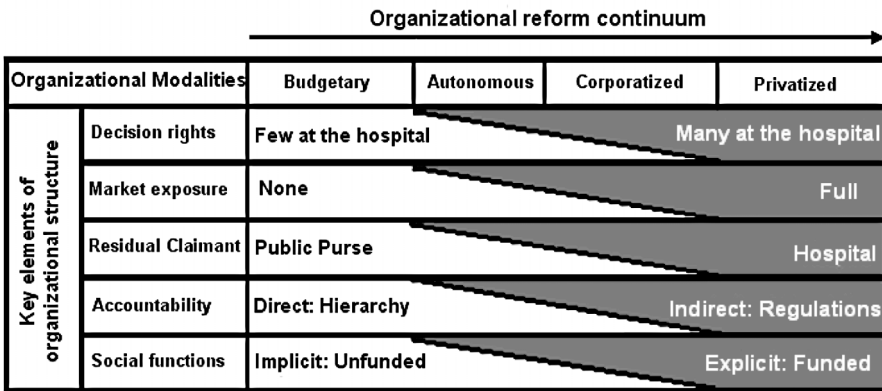 Organizational reform continuum
Organizational Modalities Budgetary Autonomous Corporatized Privatized
Key elements of
organizational structure
Decision rights Few at the hospital Many at the hospital
Market exposure None Full
Residual Claimant Public Purse Hospital
Accountability Direct: Hierarchy Indirect: Regulations
Social functions Implicit: Unfunded Explicit: Funded